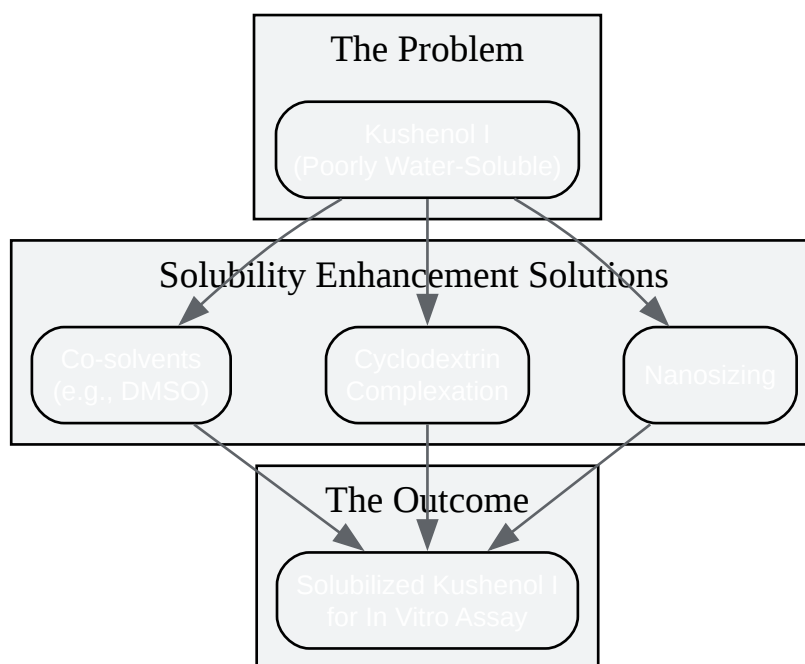 The Problem
Kushenol I
(Poorly Water-Soluble)
Solubility Enhancement Solutions
Co-solvents
(e.g., DMSO)
Cyclodextrin
Complexation
Nanosizing
The Outcome
Solubilized Kushenol I
for In Vitro Assay